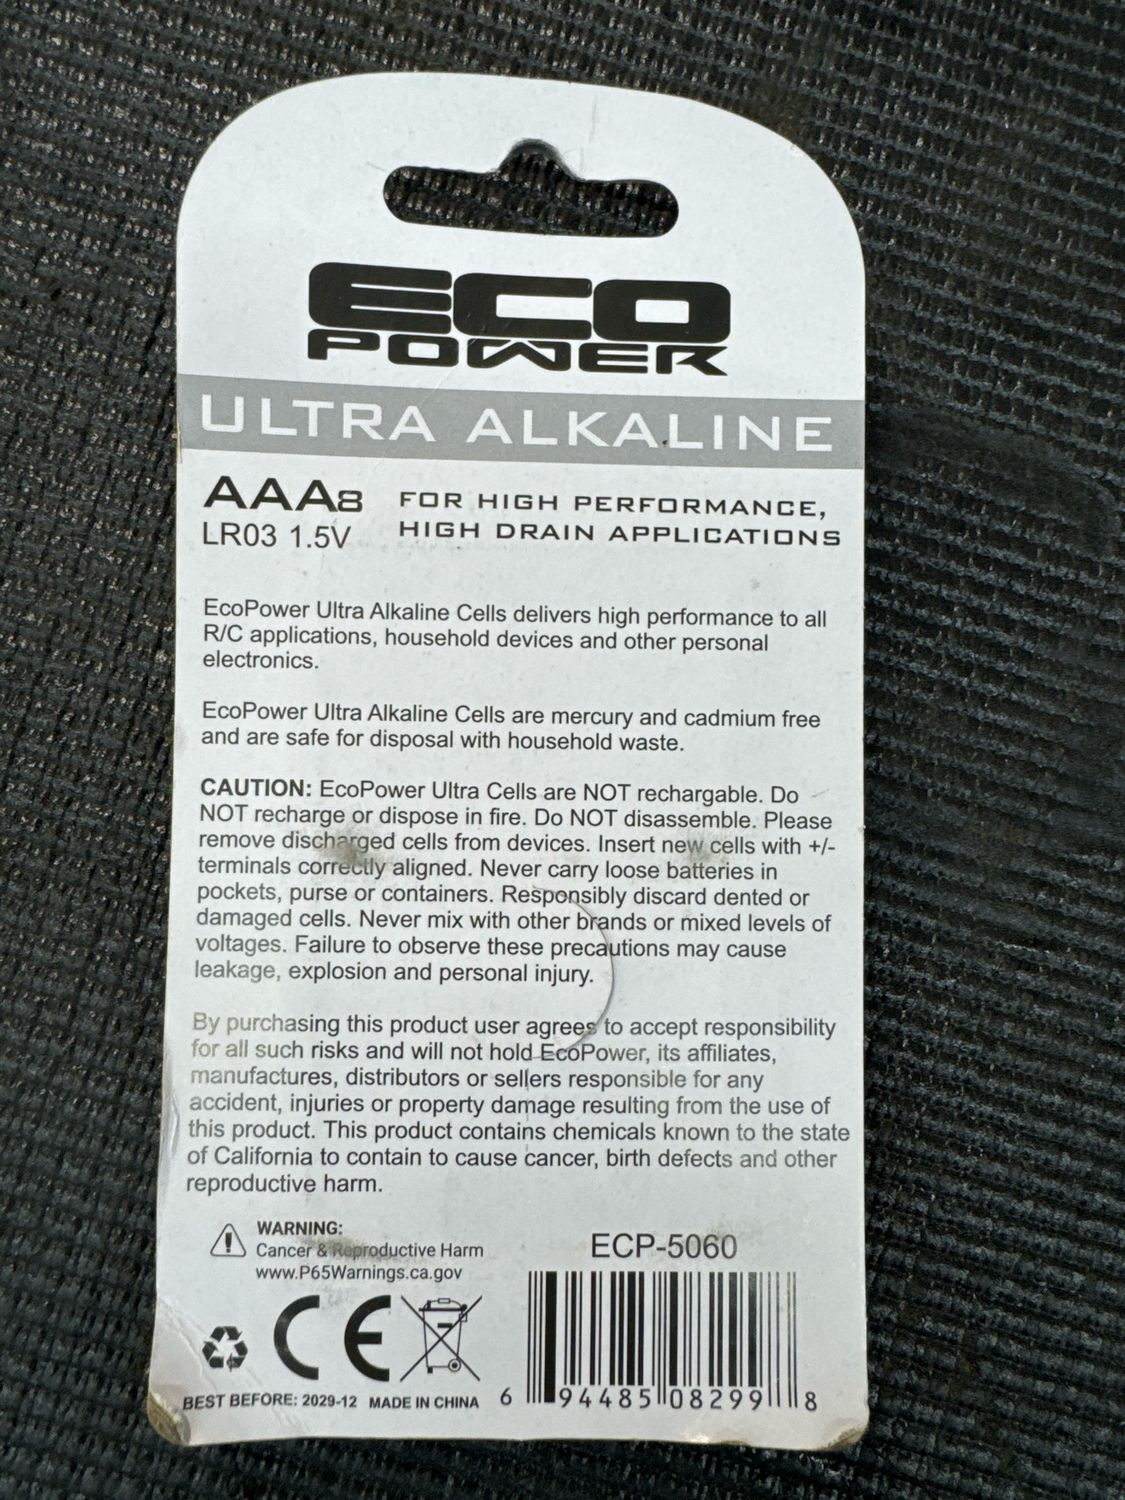 ECO
POWER
ULTRA ALKALINE
AAA8
LR03 1.5V
FOR HIGH PERFORMANCE,
HIGH DRAIN APPLICATIONS
EcoPower Ultra Alkaline Cells delivers high performance to all
R/C applications, household devices and other personal
electronics.
EcoPower Ultra Alkaline Cells are mercury and cadmium free
and are safe for disposal with household waste.
CAUTION: EcoPower Ultra Cells are NOT rechargable. Do
NOT recharge or dispose in fire. Do NOT disassemble. Please
remove discharged cells from devices. Insert new cells with +/-
terminals correctly aligned. Never carry loose batteries in
pockets, purse or containers. Responsibly discard dented or
damaged cells. Never mix with other brands or mixed levels of
voltages. Failure to observe these precautions may cause
leakage, explosion and personal injury.
By purchasing this product user agrees to accept responsibility
for all such risks and will not hold EcoPower, its affiliates,
manufactures, distributors or sellers responsible for any
accident, injuries or property damage resulting from the use of
this product. This product contains chemicals known to the state
of California to contain to cause cancer, birth defects and other
reproductive harm.
WARNING:
Cancer & Reproductive Harm
www.P65Warnings.ca.gov
CE
BEST BEFORE: 2029-12 MADE IN CHINA
ECP-5060
6 94485 08299 8